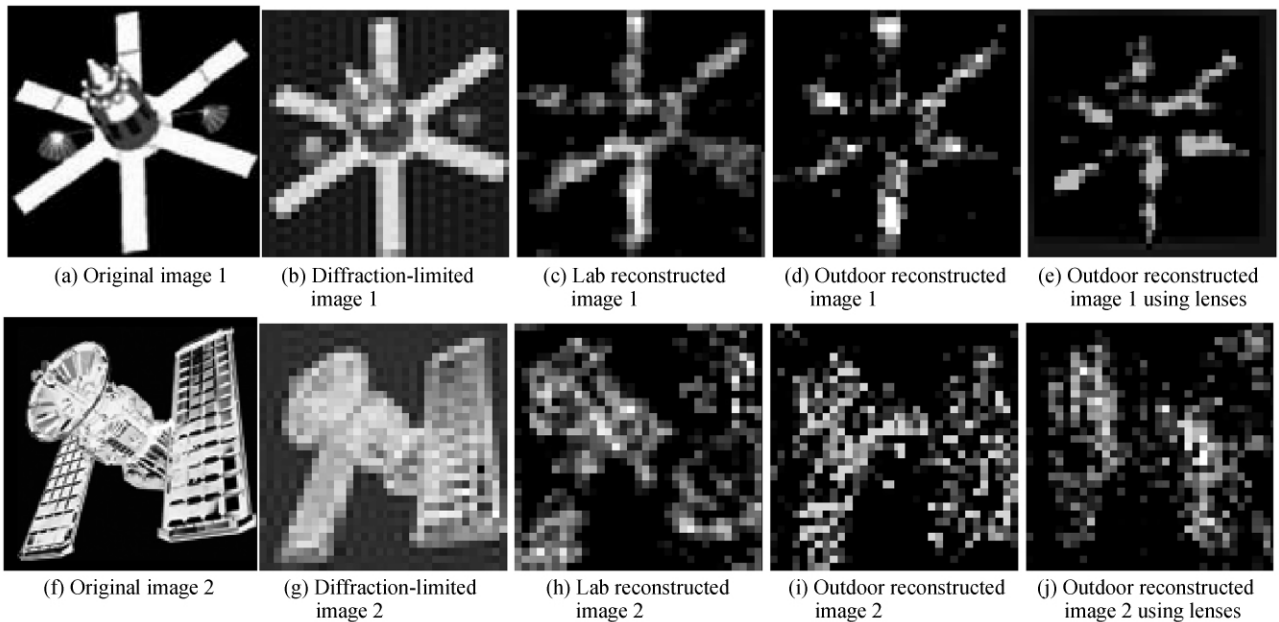 (a) Original image 1
(b) Diffraction-limited
image 1
(c) Lab reconstructed
image 1
(d) Outdoor reconstructed
image 1
(e) Outdoor reconstructed
image 1 using lenses
(f) Original image 2
(g) Diffraction-limited
image 2
(h) Lab reconstructed
image 2
(i) Outdoor reconstructed
image 2
(j) Outdoor reconstructed
image 2 using lenses